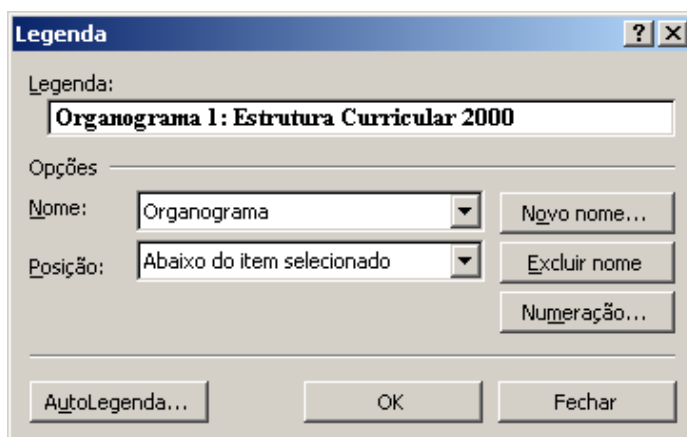 Legenda
Legenda:
Organograma 1: Estrutura Curricular 2000
Opções
Nome: Organograma Novo nome...
Posição: Abaixo do item selecionado Excluir nome
Numeração...
AutoLegenda... OK Fechar